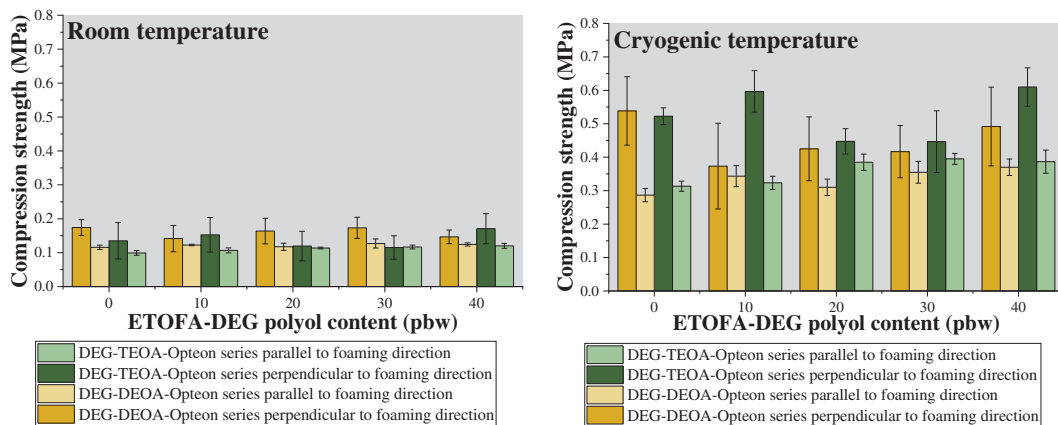 Room temperature
Compression strength (MPa)
0.8
0.7
0.6
0.5
0.4
0.3
0.2
0.1
0.0
0 10 20 30 40
ETOFA-DEG polyol content (pbw)
DEG-TEOA-Opteon series parallel to foaming direction
DEG-TEOA-Opteon series perpendicular to foaming direction
DEG-DEOA-Opteon series parallel to foaming direction
DEG-DEOA-Opteon series perpendicular to foaming direction
Cryogenic temperature
Compression strength (MPa)
0.8
0.7
0.6
0.5
0.4
0.3
0.2
0.1
0.0
0 10 20 30 40
ETOFA-DEG polyol content (pbw)
DEG-TEOA-Opteon series parallel to foaming direction
DEG-TEOA-Opteon series perpendicular to foaming direction
DEG-DEOA-Opteon series parallel to foaming direction
DEG-DEOA-Opteon series perpendicular to foaming direction